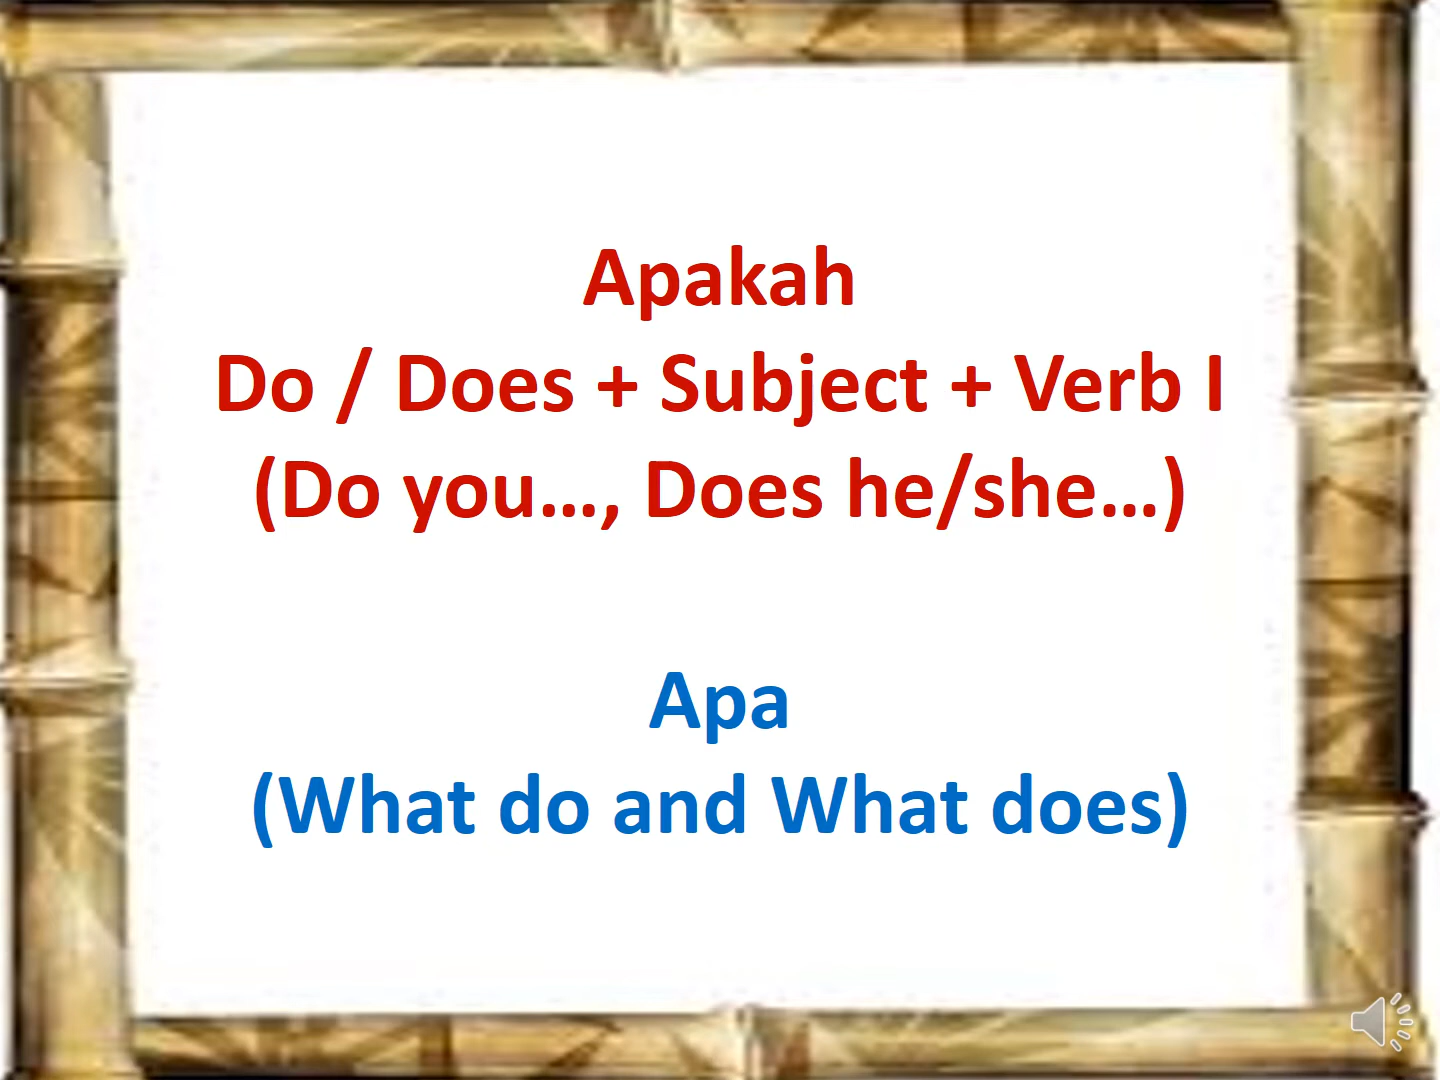 Apakah
Do / Does + Subject + Verb I
(Do you..., Does he/she...)
Apa
(What do and What does)